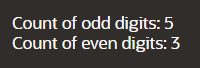 Count of odd digits: 5
Count of even digits: 3